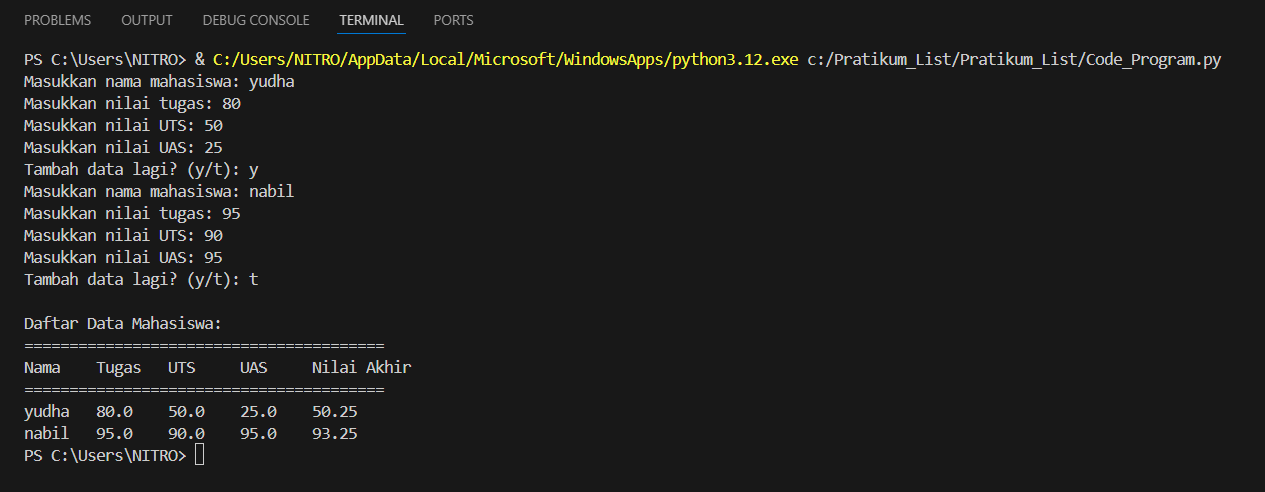 PROBLEMS OUTPUT DEBUG CONSOLE TERMINAL PORTS
PS C:\Users\NITRO> & C:/Users/NITRO/AppData/Local/Microsoft/WindowsApps/python3.12.exe c:/Pratikum_List/Pratikum_List/Code_Program.py
Masukkan nama mahasiswa: yudha
Masukkan nilai tugas: 80
Masukkan nilai UTS: 50
Masukkan nilai UAS: 25
Tambah data lagi? (y/t): y
Masukkan nama mahasiswa: nabil
Masukkan nilai tugas: 95
Masukkan nilai UTS: 90
Masukkan nilai UAS: 95
Tambah data lagi? (y/t): t
Daftar Data Mahasiswa:
========================================
Nama Tugas UTS UAS Nilai Akhir
========================================
yudha 80.0 50.0 25.0 50.25
nabil 95.0 90.0 95.0 93.25
PS C:\Users\NITRO>